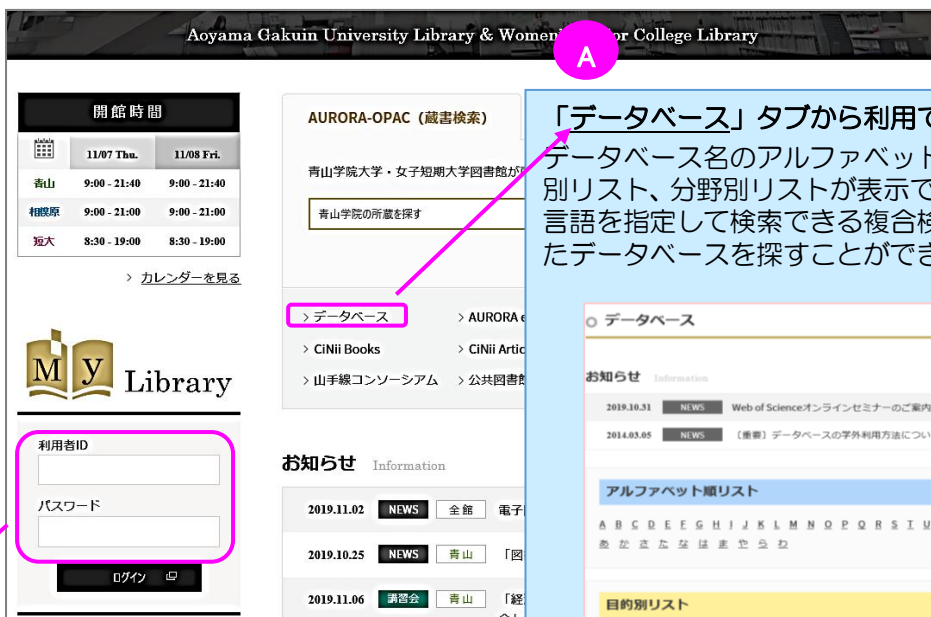 Aoyama Gakuin University Library & Women or College Library
A
開館時間
11/07 Thu. 11/08 Fri.
青山 9:00 - 21:40 9:00 - 21:40
相模原 9:00 - 21:00 9:00 - 21:00
短大 8:30 - 19:00 8:30 - 19:00
> カレンダーを見る
My Library
利用者ID
パスワード
ログイン
AURORA-OPAC（蔵書検索）
青山学院大学・女子短期大学図書館が
青山学院の所蔵を探す
> データベース > AURORA e
> CiNii Books > CiNii Artic
> 山手線コンソーシアム > 公共図書館
お知らせ Information
2019.11.02 NEWS 全館 電子
2019.10.25 NEWS 青山 「図
2019.11.06 講習会 青山 「経
「データベース」タブから利用で
データベース名のアルファベット
別リスト、分野別リストが表示で
言語を指定して検索できる複合検
たデータベースを探すことができ
データベース
お知らせ Information
2019.10.31 NEWS Web of Scienceオンラインセミナーのご案内
2014.03.05 NEWS （重要）データベースの学外利用方法につい
アルファベット順リスト
A B C D E F G H I J K L M N O P Q R S T U
あ か さ た な は ま や ら わ
目的別リスト